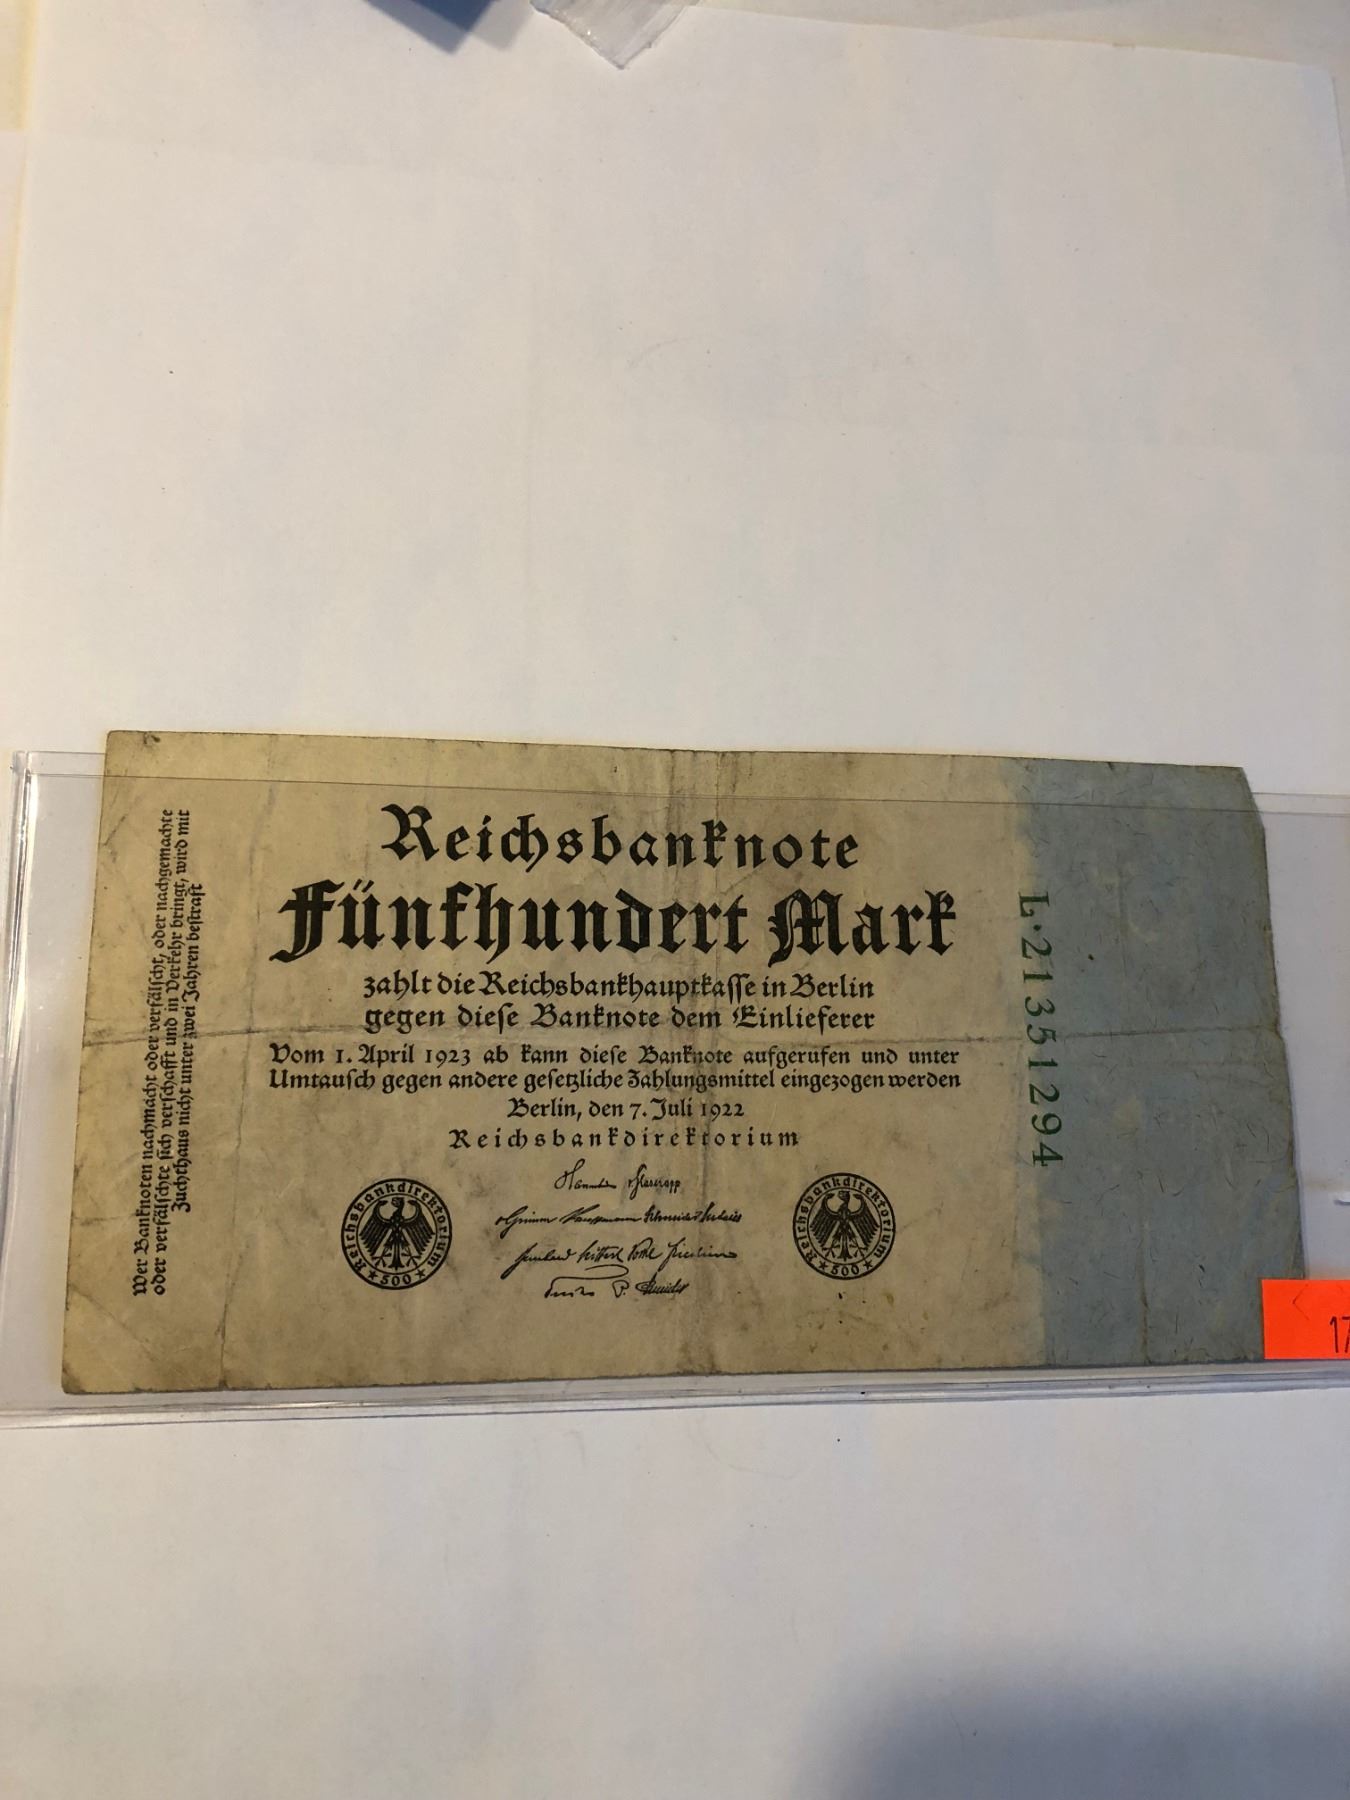 Reichsbanknote
Fünfhundert Mark
zahlt die Reichsbankhauptkasse in Berlin
gegen diese Banknote dem Einlieferer
Vom 1. April 1923 ab kann diese Banknote aufgerufen und unter
Umtausch gegen andere gesetzliche Zahlungsmittel eingezogen werden
Berlin, den 7. Juli 1922
Reichsbankdirektorium
Reichsbankdirektorium
★ 500 ★
Reichsbankdirektorium
★ 500 ★
Wer Banknoten nachmacht oder verfälscht, oder nachgemachte
oder verfälschte sich verschafft und in Verkehr bringt, wird mit
Zuchthaus nicht unter zwei Jahren bestraft
L·21351294
17